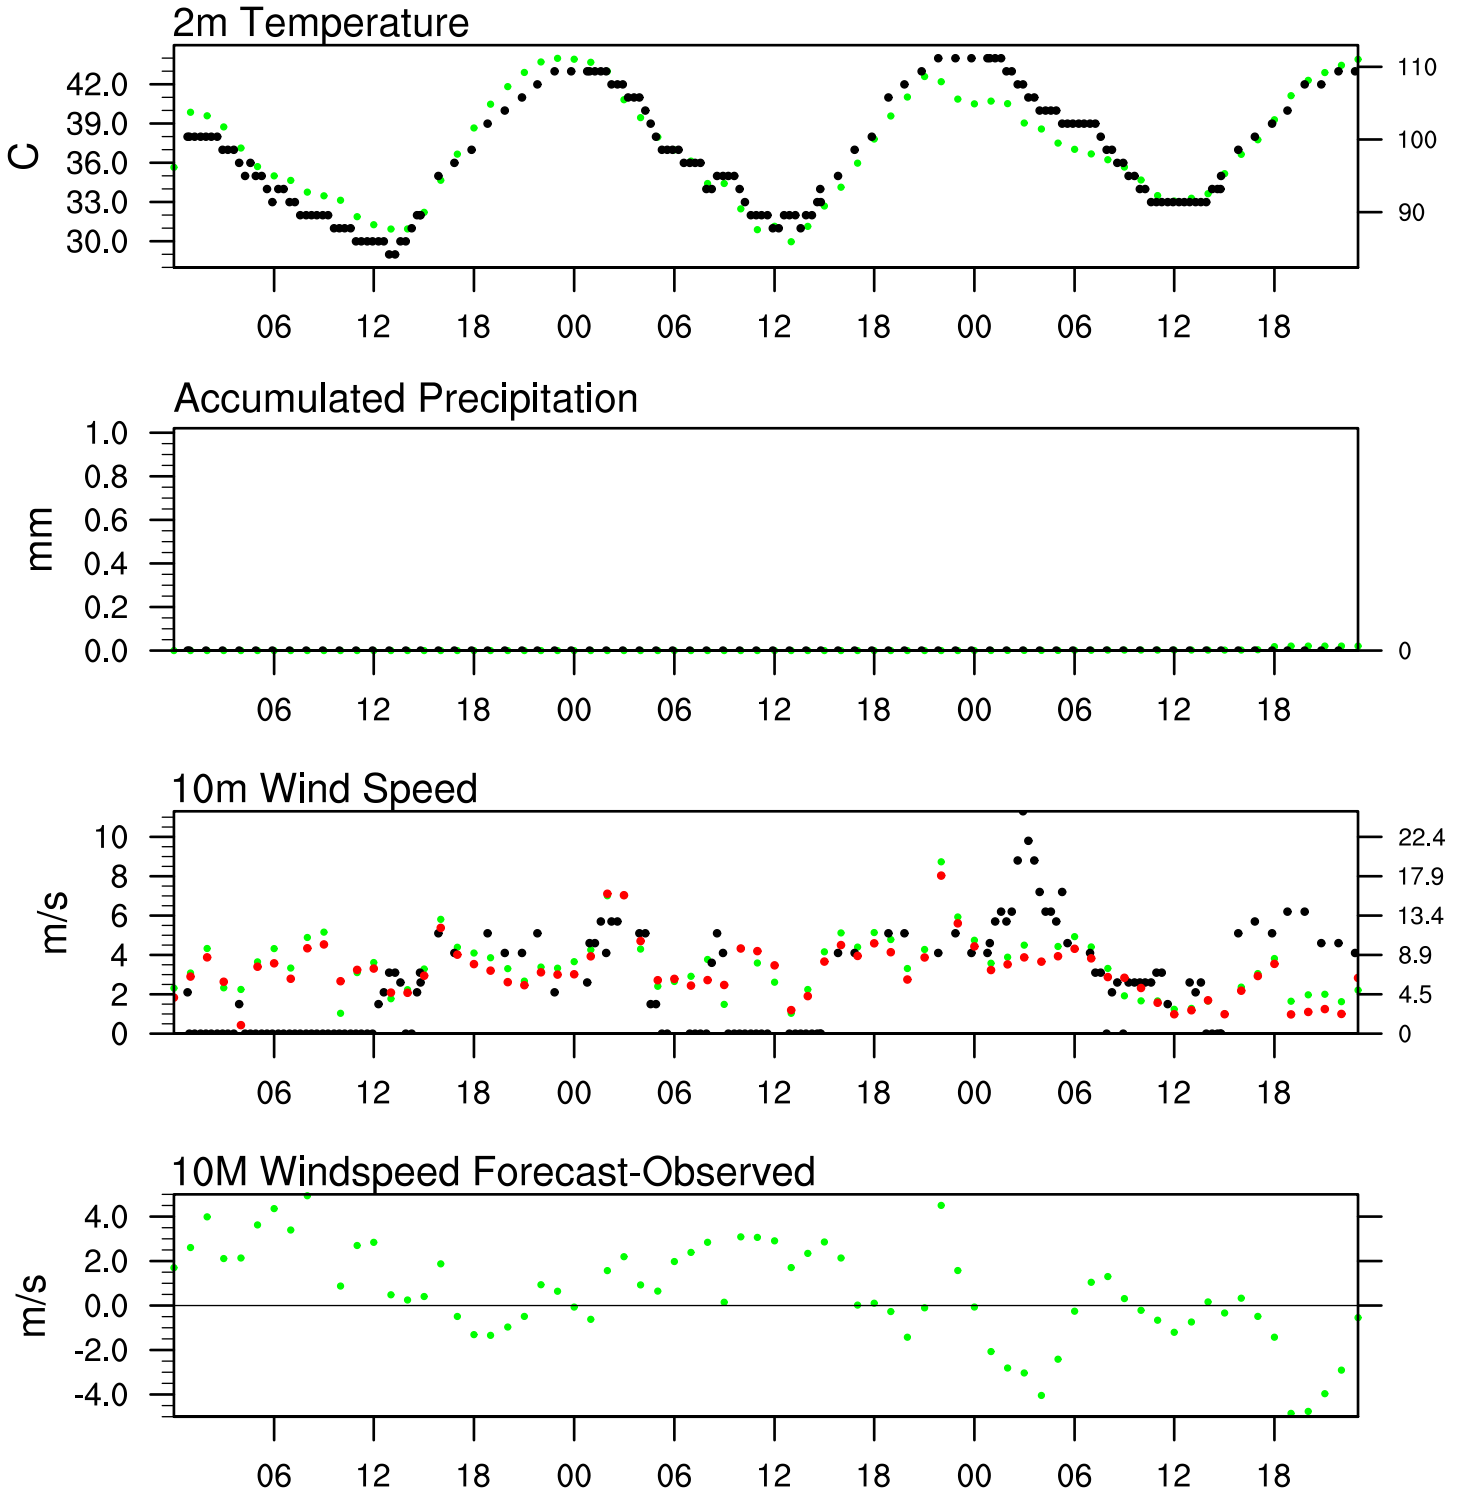 2m Temperature
42.0
39.0
36.0
33.0
30.0
C
110
100
90
06 12 18 00 06 12 18 00 06 12 18
Accumulated Precipitation
1.0
0.8
0.6
0.4
0.2
0.0
mm
0
06 12 18 00 06 12 18 00 06 12 18
10m Wind Speed
10
8
6
4
2
0
m/s
22.4
17.9
13.4
8.9
4.5
0
06 12 18 00 06 12 18 00 06 12 18
10M Windspeed Forecast-Observed
4.0
2.0
0.0
-2.0
-4.0
m/s
06 12 18 00 06 12 18 00 06 12 18